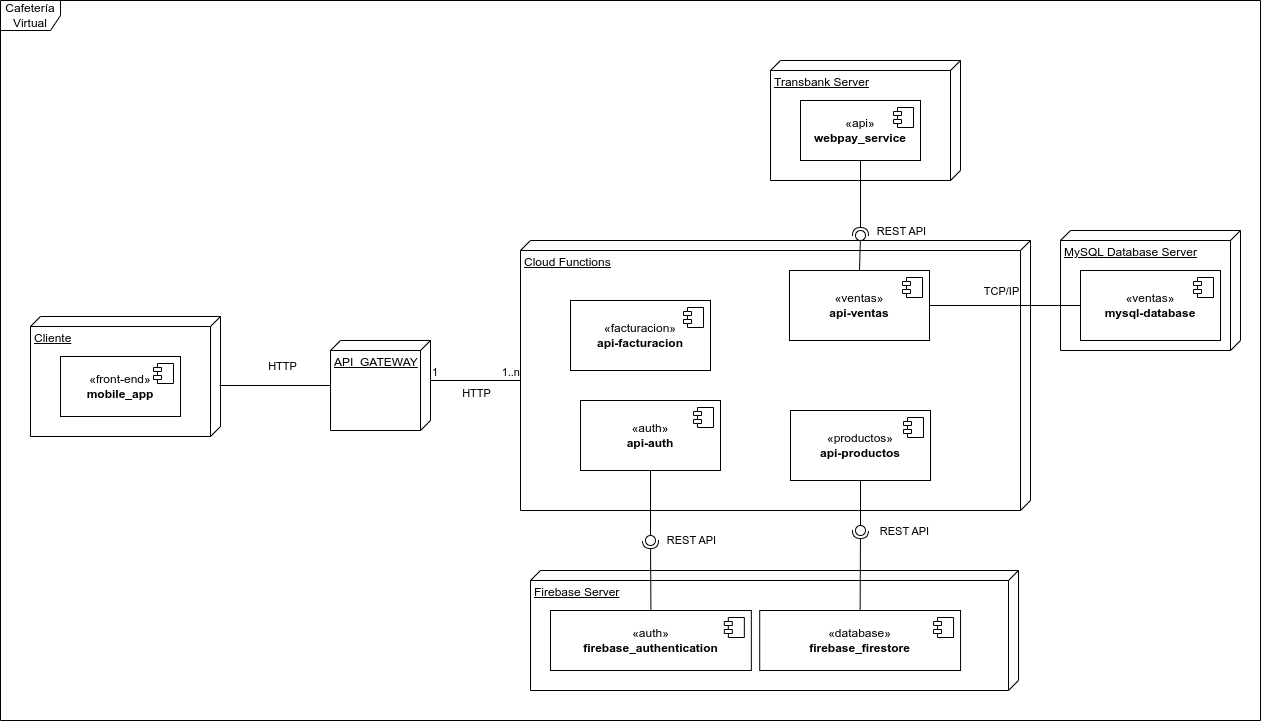 Cafetería
Virtual
Transbank Server
«api»
webpay_service
REST API
Cloud Functions
MySQL Database Server
«ventas»
api-ventas
TCP/IP
«ventas»
mysql-database
«facturacion»
api-facturacion
Cliente
«front-end»
mobile_app
HTTP
API_GATEWAY
1
1..n
HTTP
«auth»
api-auth
«productos»
api-productos
REST API
REST API
Firebase Server
«auth»
firebase_authentication
«database»
firebase_firestore